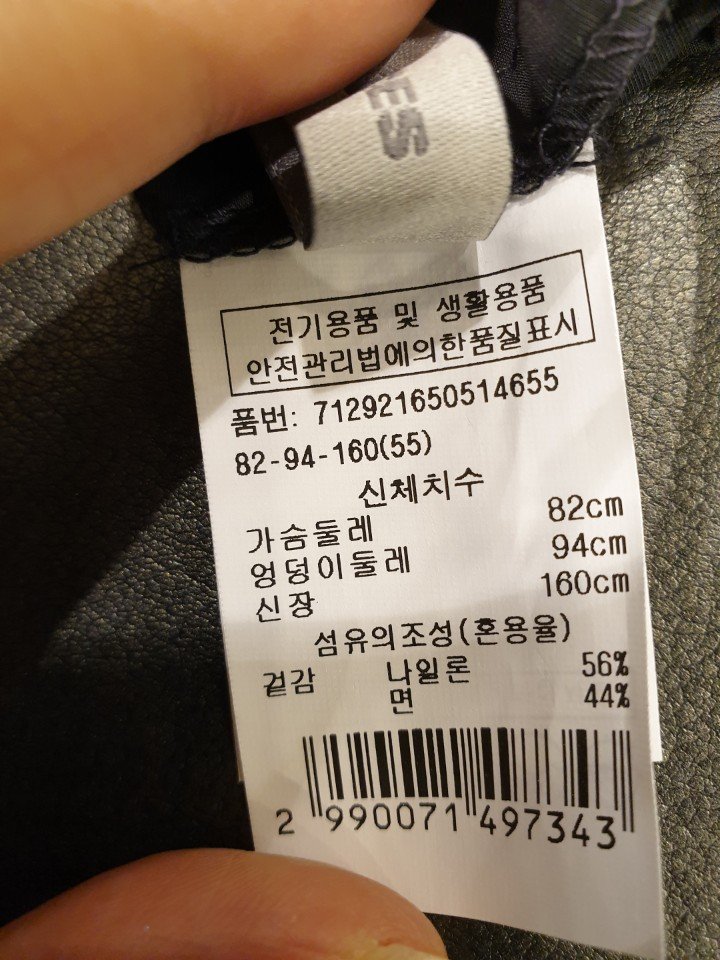 ES
전기용품 및 생활용품
안전관리법에의한품질표시
품번: 712921650514655
82-94-160(55)
신체치수
가슴둘레 82cm
엉덩이둘레 94cm
신장 160cm
섬유의조성(혼용율)
겉감 나일론 56%
면 44%
2 990071 497343